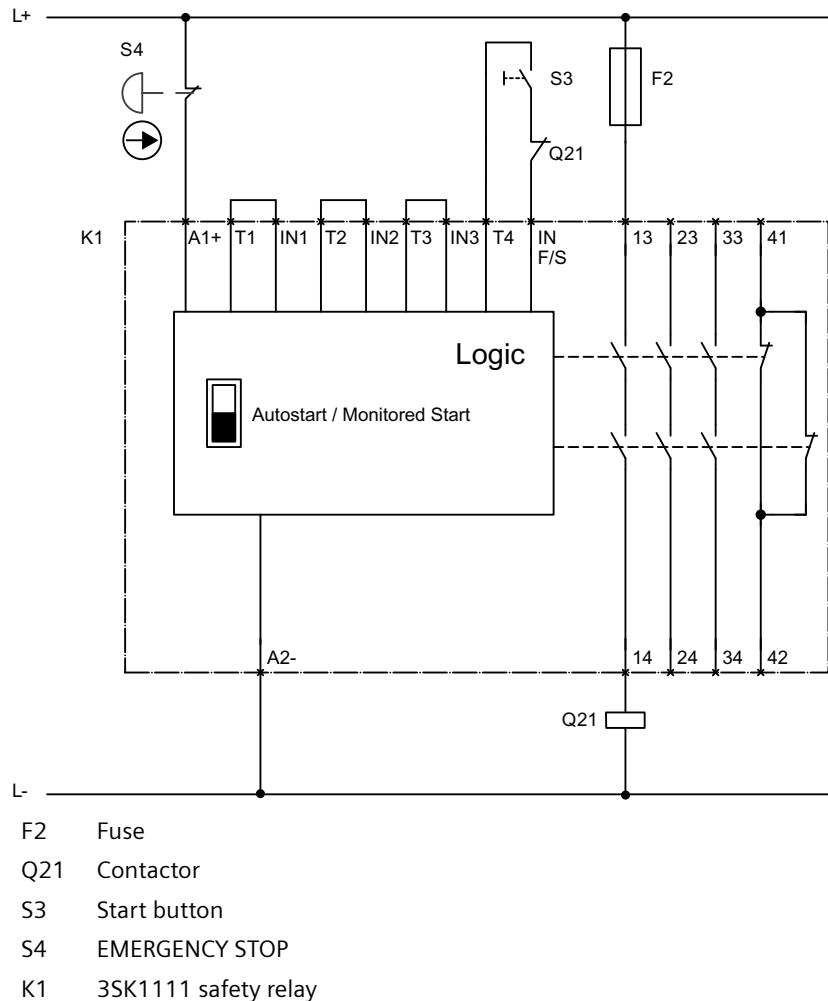 L+
S4
S3
F2
Q21
K1
A1+ T1 IN1 T2 IN2 T3 IN3 T4 IN 13 23 33 41
F/S
Logic
Autostart / Monitored Start
A2- 14 24 34 42
Q21
L-
F2 Fuse
Q21 Contactor
S3 Start button
S4 EMERGENCY STOP
K1 3SK1111 safety relay